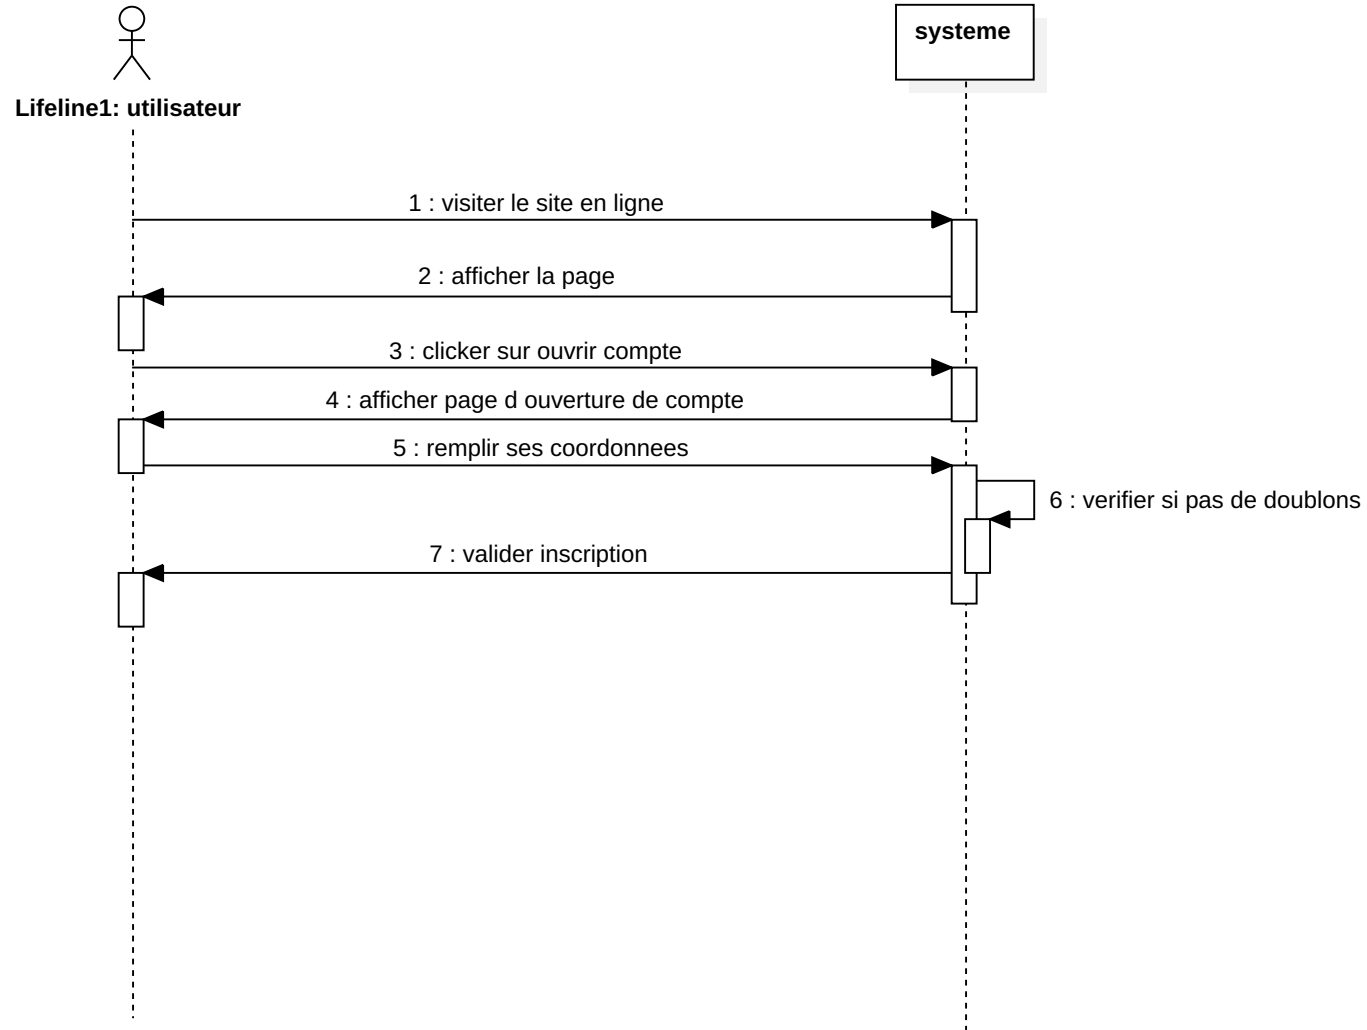 systeme
Lifeline1: utilisateur
1 : visiter le site en ligne
2 : afficher la page
3 : clicker sur ouvrir compte
4 : afficher page d ouverture de compte
5 : remplir ses coordonnees
6 : verifier si pas de doublons
7 : valider inscription